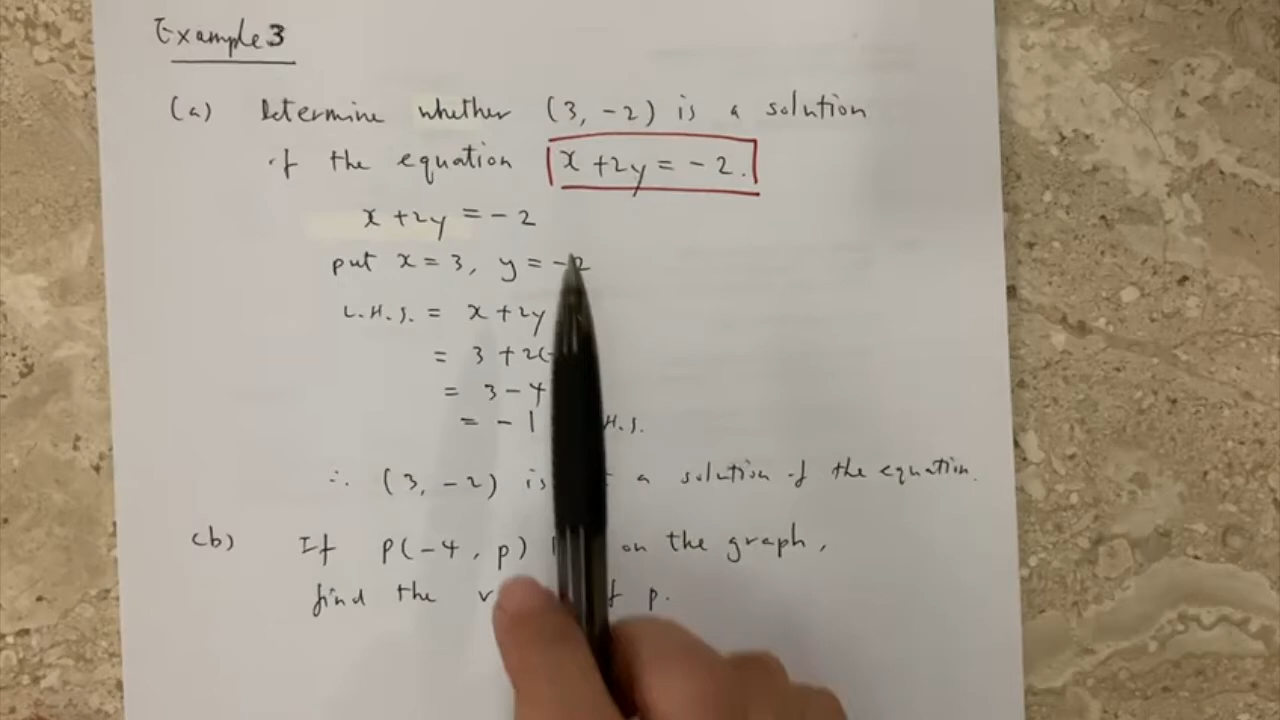 Example 3
(a) Determine whether (3, -2) is a solution
of the equation x + 2y = -2.
x + 2y = -2
put x = 3, y = -2
L.H.S. = x + 2y
= 3 + 2(-
= 3 - 4
= -1 H.S.
∴ (3, -2) is a solution of the equation.
(b) If P(-4, p) on the graph,
find the p.